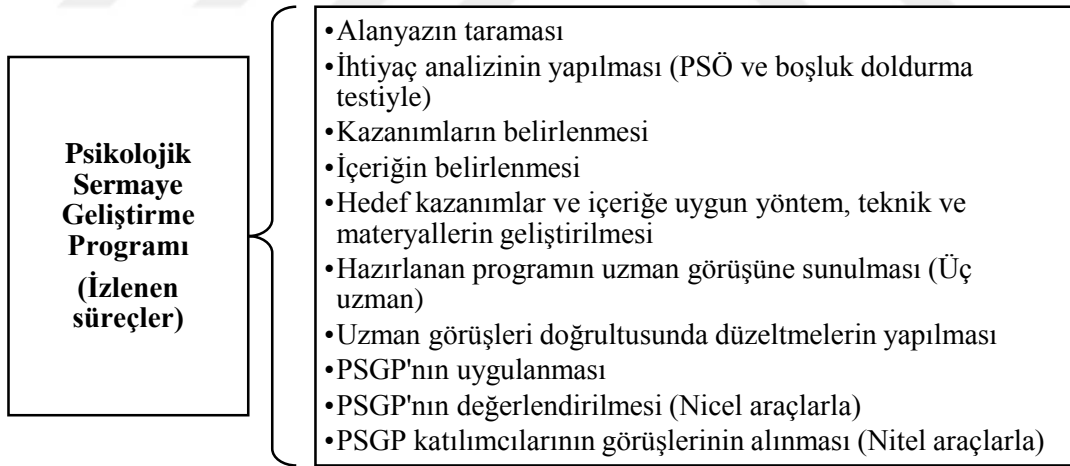 Psikolojik
Sermaye
Geliştirme
Programı
(İzlenen
süreçler)
•Alanyazın taraması
•İhtiyaç analizinin yapılması (PSÖ ve boşluk doldurma
testiyle)
•Kazanımların belirlenmesi
•İçeriğin belirlenmesi
•Hedef kazanımlar ve içeriğe uygun yöntem, teknik ve
materyallerin geliştirilmesi
•Hazırlanan programın uzman görüşüne sunulması (Üç
uzman)
•Uzman görüşleri doğrultusunda düzeltmelerin yapılması
•PSGP'nın uygulanması
•PSGP'nın değerlendirilmesi (Nicel araçlarla)
•PSGP katılımcılarının görüşlerinin alınması (Nitel araçlarla)